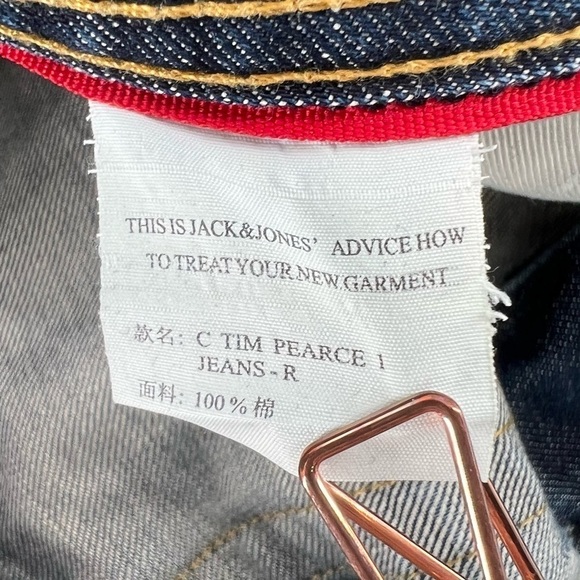 THIS IS JACK&JONES' ADVICE HOW
TO TREAT YOUR NEW GARMENT
款名: C TIM PEARCE 1
JEANS-R
面料: 100% 棉